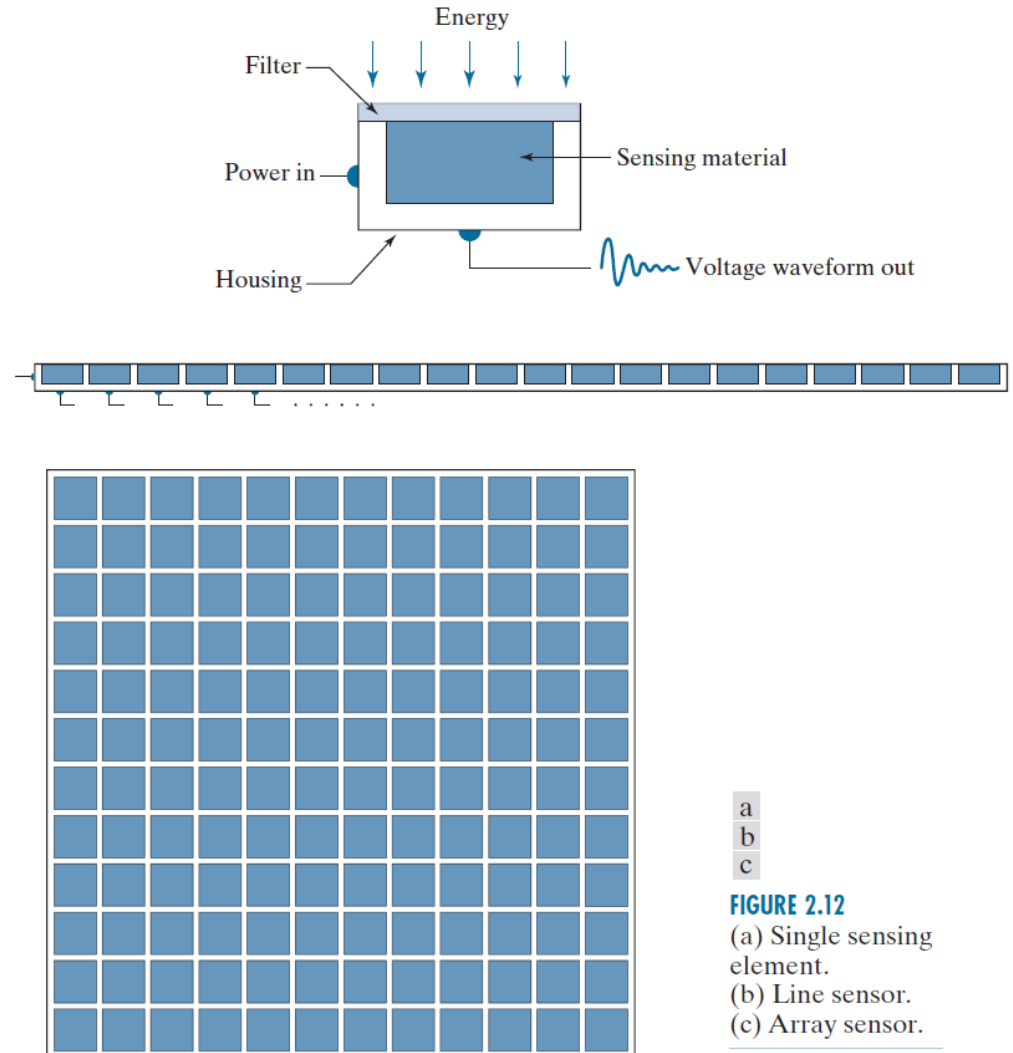 Energy
Filter
Power in
Sensing material
Housing
Voltage waveform out
. . . . . .
a
b
c
FIGURE 2.12
(a) Single sensing
element.
(b) Line sensor.
(c) Array sensor.